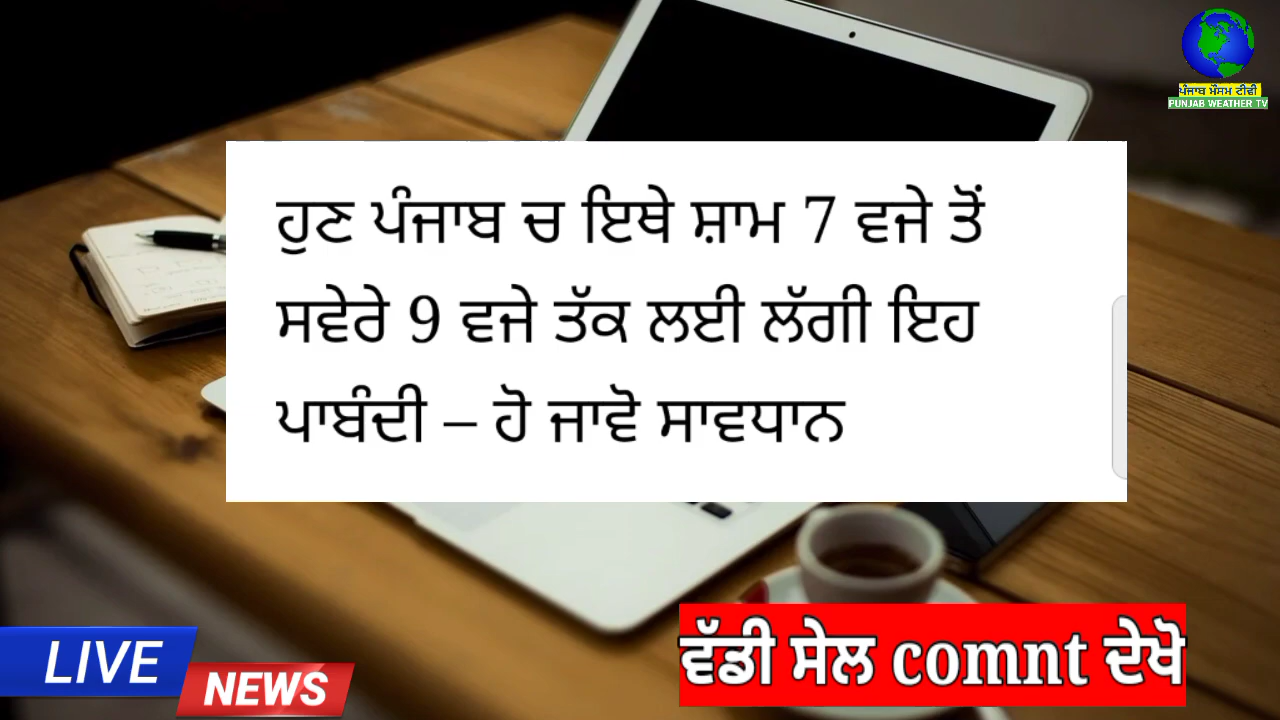 ਪੰਜਾਬ ਮੌਸਮ ਟੀਵੀ
PUNJAB WEATHER TV
ਹੁਣ ਪੰਜਾਬ ਚ ਇਥੇ ਸ਼ਾਮ 7 ਵਜੇ ਤੋਂ
ਸਵੇਰੇ 9 ਵਜੇ ਤੱਕ ਲਈ ਲੱਗੀ ਇਹ
ਪਾਬੰਦੀ – ਹੋ ਜਾਵੋ ਸਾਵਧਾਨ
ਵੱਡੀ ਸੇਲ comnt ਦੇਖੋ
LIVE
NEWS